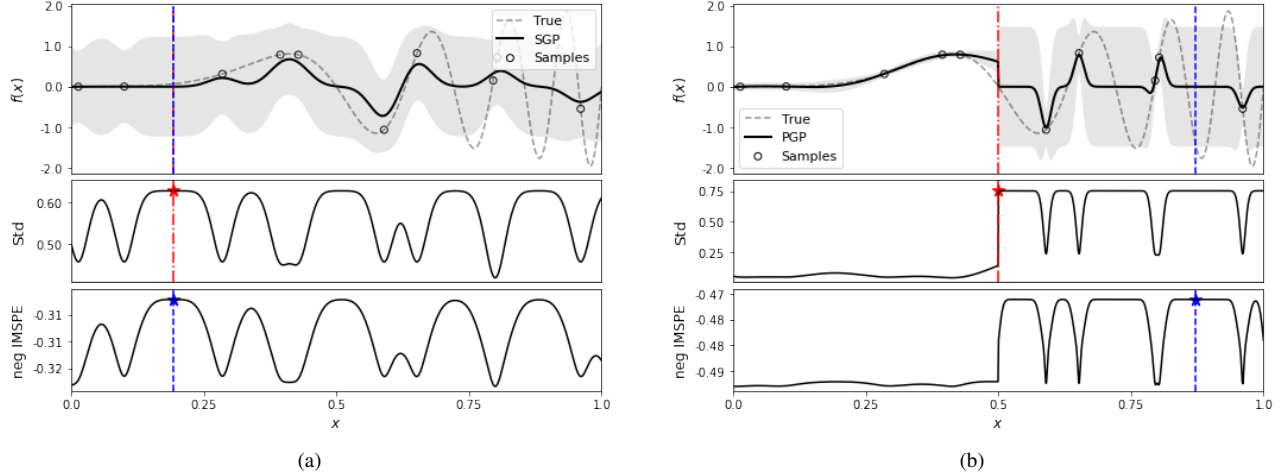 2.0
1.0
0.0
-1.0
-2.0
f(x)
True
SGP
Samples
0.60
0.50
Std
-0.31
-0.32
-0.32
neg IMSPE
0.0 0.25 0.5 0.75 1.0
x
(a)
2.0
1.0
0.0
-1.0
-2.0
f(x)
True
PGP
Samples
0.75
0.50
0.25
Std
-0.47
-0.48
-0.48
-0.49
neg IMSPE
0.0 0.25 0.5 0.75 1.0
x
(b)